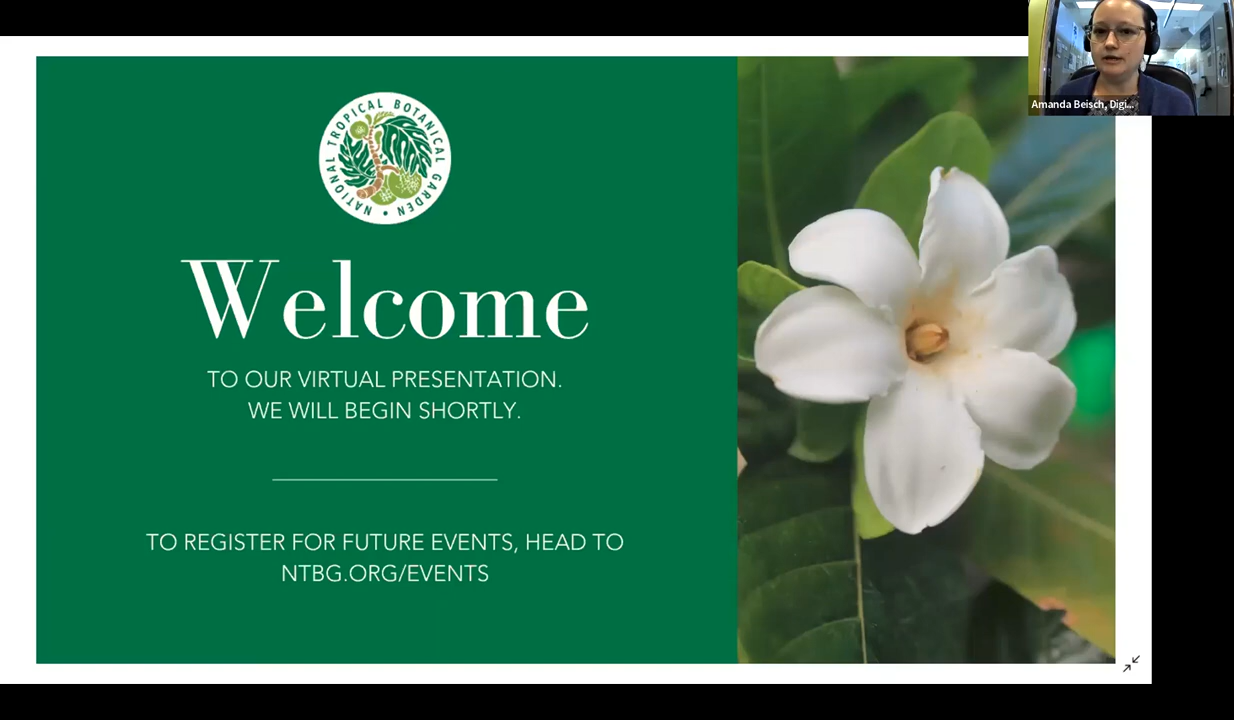 Amanda Beisch, Digi...
NATIONAL TROPICAL BOTANICAL GARDEN •
Welcome
TO OUR VIRTUAL PRESENTATION.
WE WILL BEGIN SHORTLY.
TO REGISTER FOR FUTURE EVENTS, HEAD TO
NTBG.ORG/EVENTS